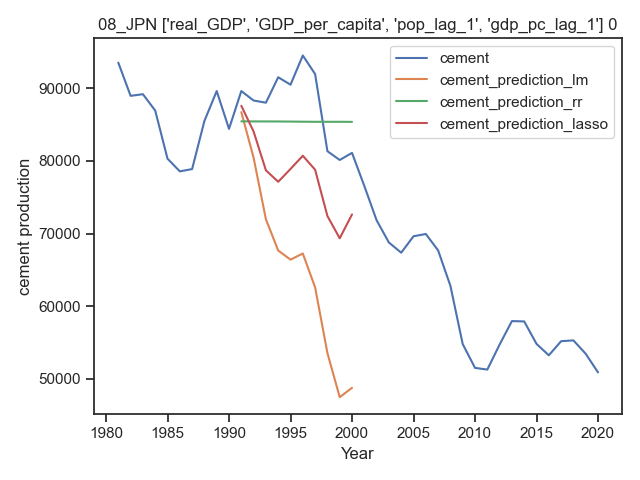 08_JPN ['real_GDP', 'GDP_per_capita', 'pop_lag_1', 'gdp_pc_lag_1'] 0
cement
cement_prediction_lm
cement_prediction_rr
cement_prediction_lasso
cement production
90000
80000
70000
60000
50000
1980 1985 1990 1995 2000 2005 2010 2015 2020
Year